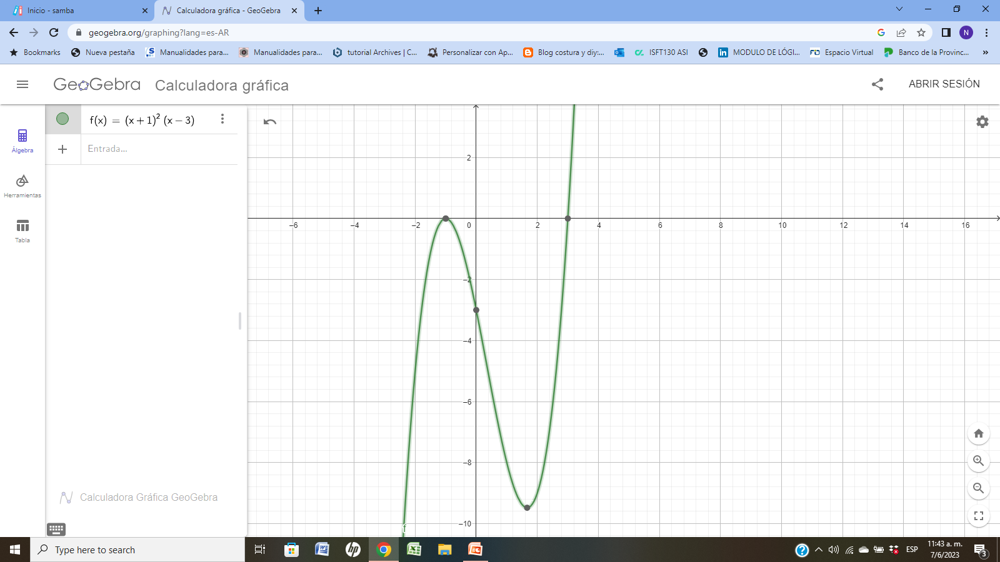 Inicio - samba
Calculadora gráfica - GeoGebra
geogebra.org/graphing?lang=es-AR
G
N
Bookmarks
Nueva pestaña
Manualidades para...
Manualidades para...
tutorial Archives | C...
Personalizar con Ap...
Blog costura y diy:...
ISFT130 ASI
MODULO DE LÓGI...
Espacio Virtual
Banco de la Provinc...
»
GeoGebra
Calculadora gráfica
ABRIR SESIÓN
Álgebra
Herramientas
Tabla
f(x) = (x + 1)² (x − 3)
Entrada...
Calculadora Gráfica GeoGebra
2
−6 −4 −2 0 2 4 6 8 10 12 14 16
−2
−4
−6
−8
−10
f
Type here to search
hp
ESP
11:43 a. m.
7/6/2023
3